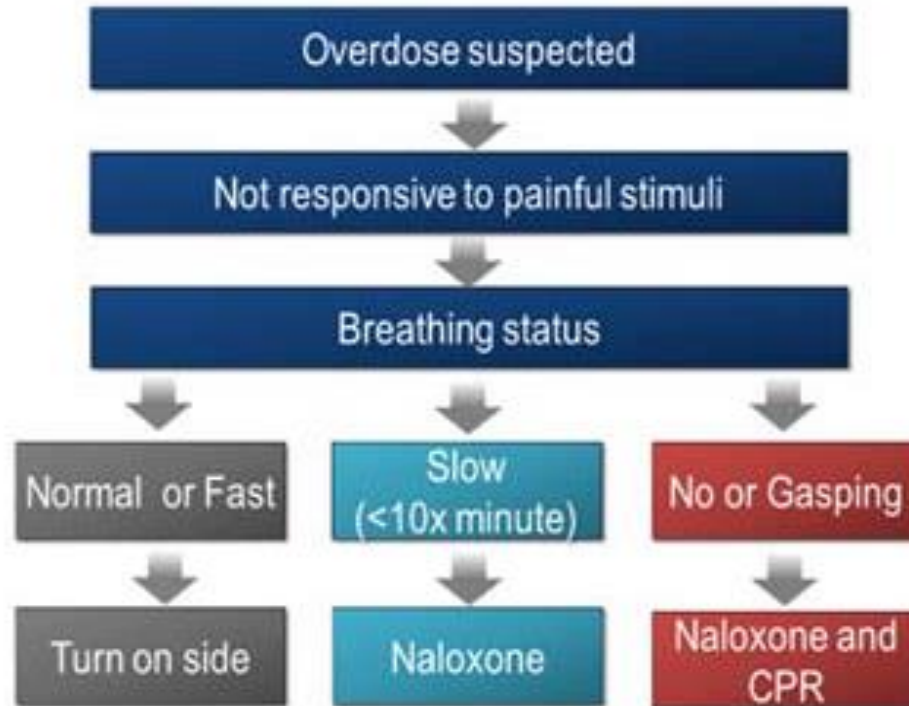 Overdose suspected
Not responsive to painful stimuli
Breathing status
Normal or Fast
Slow
(<10x minute)
No or Gasping
Turn on side
Naloxone
Naloxone and
CPR